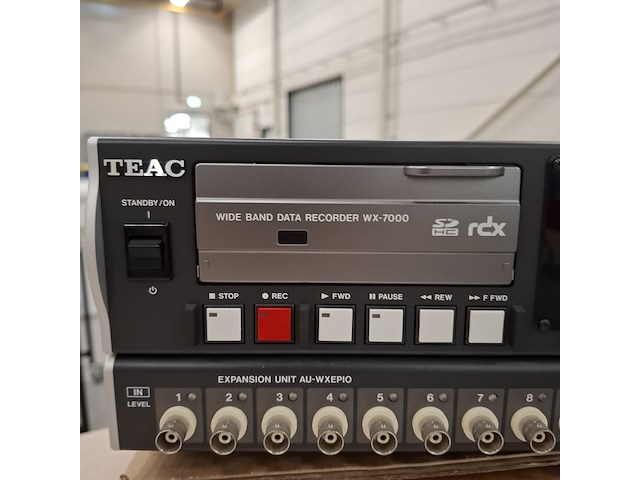 TEAC
STANDBY/ON
WIDE BAND DATA RECORDER WX-7000 SD HC rdx
■ STOP ● REC ▶ FWD ❚❚ PAUSE ◀◀ REW ▶▶ F FWD
EXPANSION UNIT AU-WXEPIO
IN 1 2 3 4 5 6 7 8
LEVEL